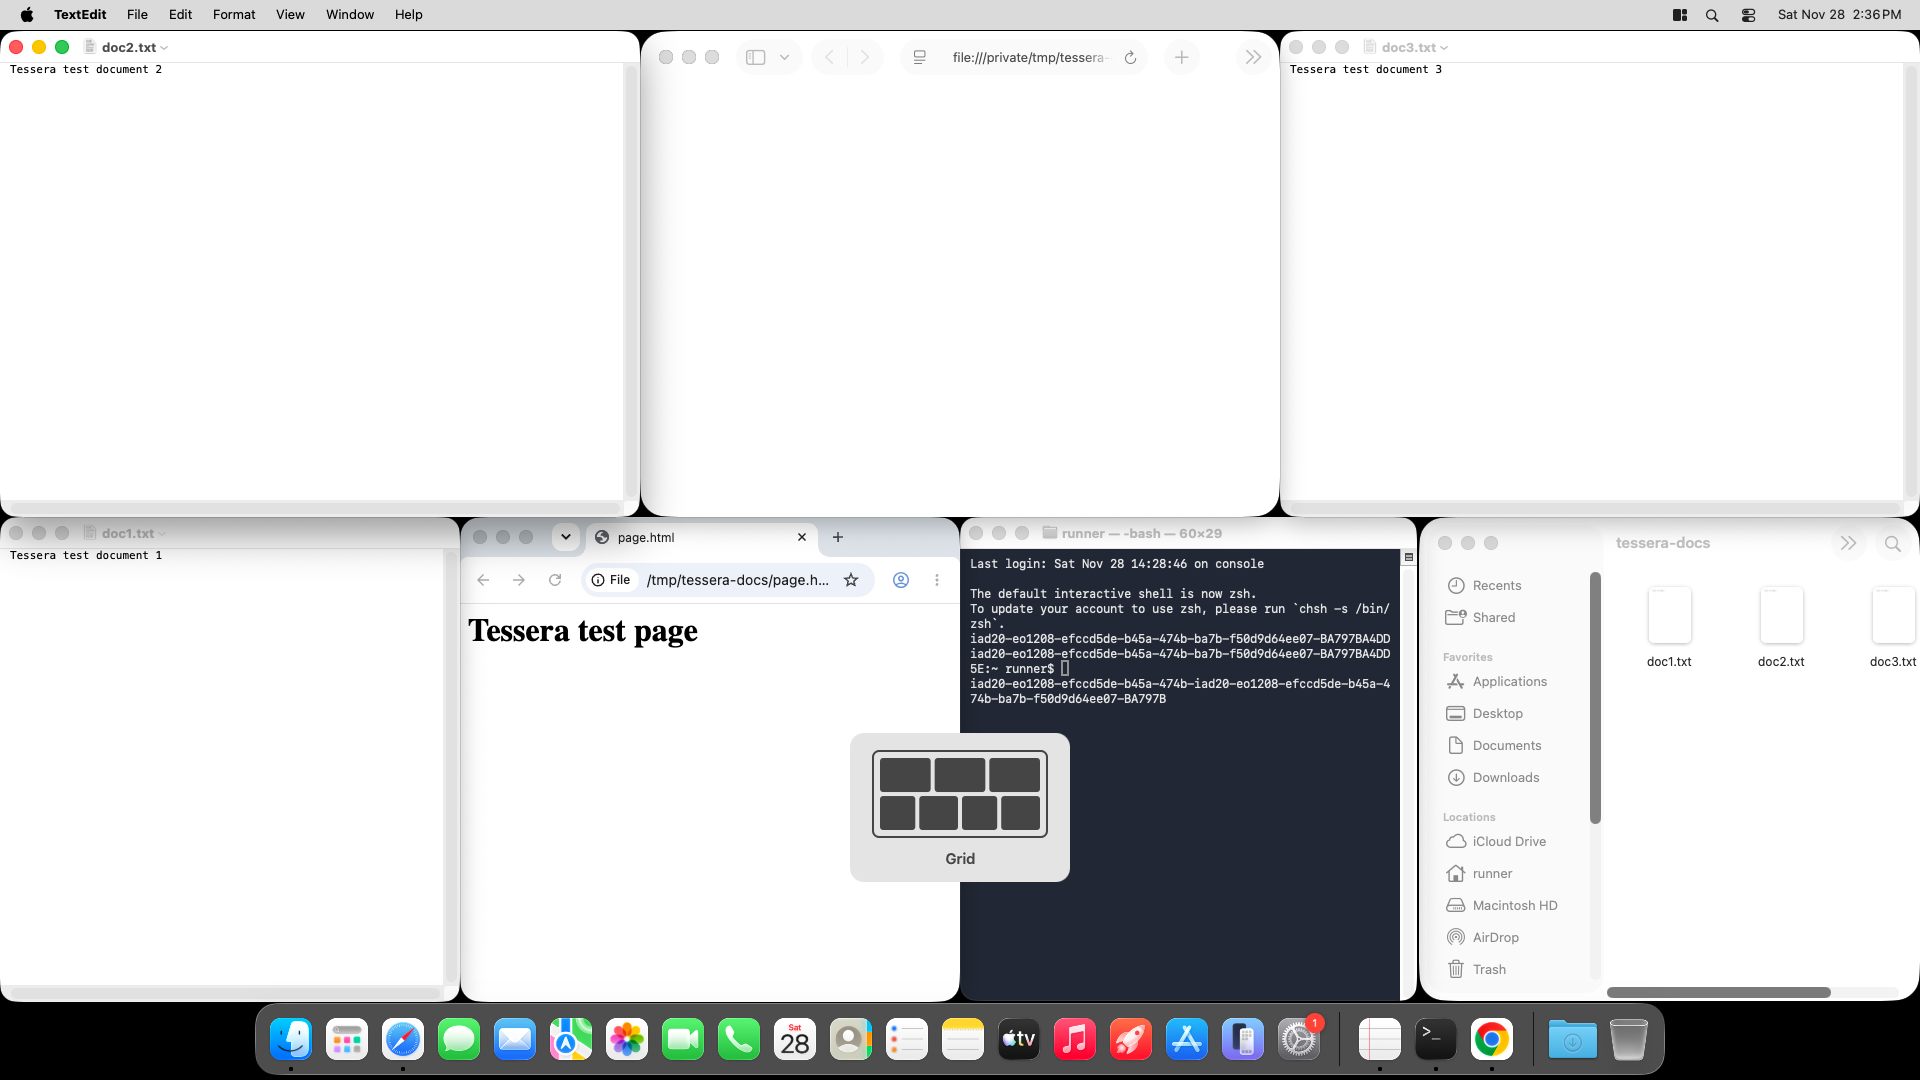 TextEdit File Edit Format View Window Help
Sat Nov 28 2:36 PM
doc2.txt
Tessera test document 2
file:///private/tmp/tessera-
doc3.txt
Tessera test document 3
doc1.txt
Tessera test document 1
page.html
File /tmp/tessera-docs/page.h...
Tessera test page
runner — -bash — 60×29
Last login: Sat Nov 28 14:28:46 on console
The default interactive shell is now zsh.
To update your account to use zsh, please run `chsh -s /bin/
zsh`.
iad20-eo1208-efccd5de-b45a-474b-ba7b-f50d9d64ee07-BA797BA4DD
iad20-eo1208-efccd5de-b45a-474b-ba7b-f50d9d64ee07-BA797BA4DD
5E:~ runner$
iad20-eo1208-efccd5de-b45a-474b-iad20-eo1208-efccd5de-b45a-4
74b-ba7b-f50d9d64ee07-BA797B
tessera-docs
Recents
Shared
Favorites
Applications
Desktop
Documents
Downloads
Locations
iCloud Drive
runner
Macintosh HD
AirDrop
Trash
doc1.txt
doc2.txt
doc3.txt
Grid
Sat
28
tv
1
>_